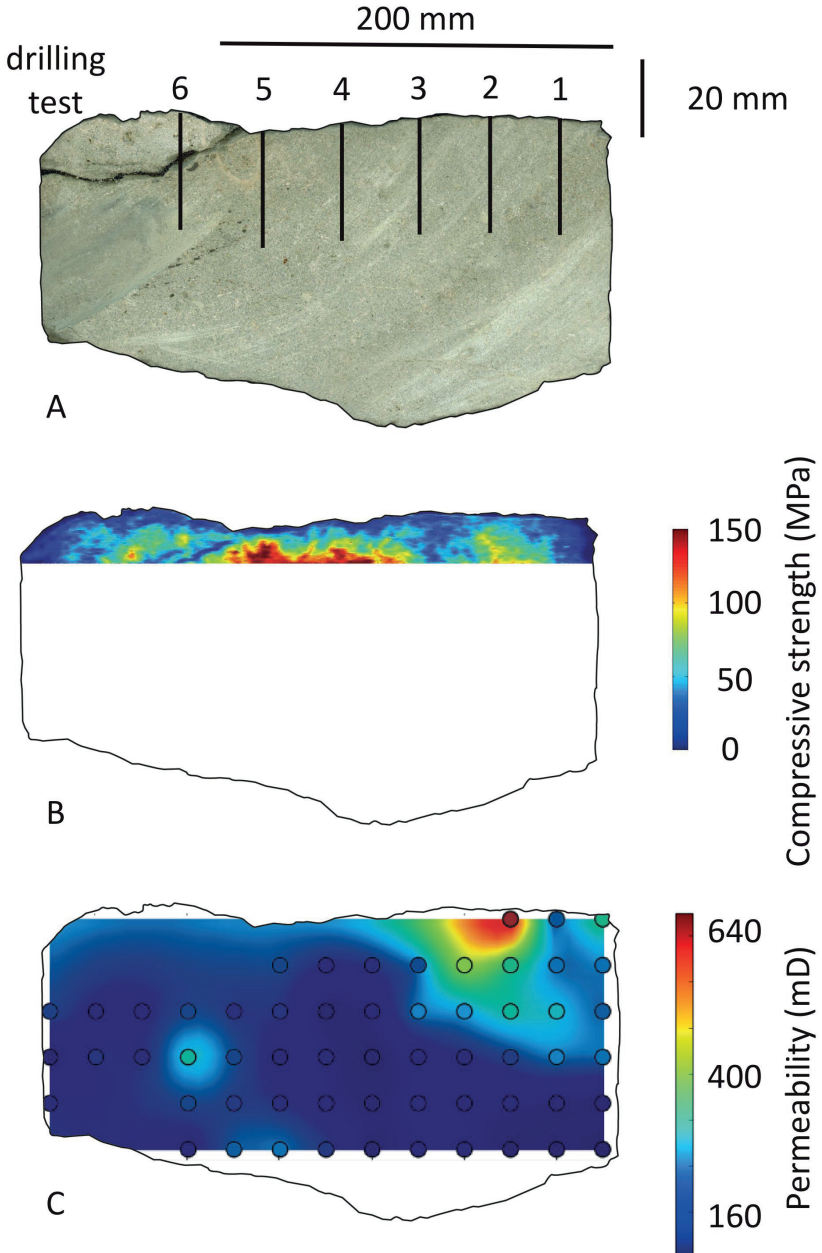 200 mm
drilling
test
6 5 4 3 2 1
20 mm
A
150
100
50
0
Compressive strength (MPa)
B
640
400
160
Permeability (mD)
C